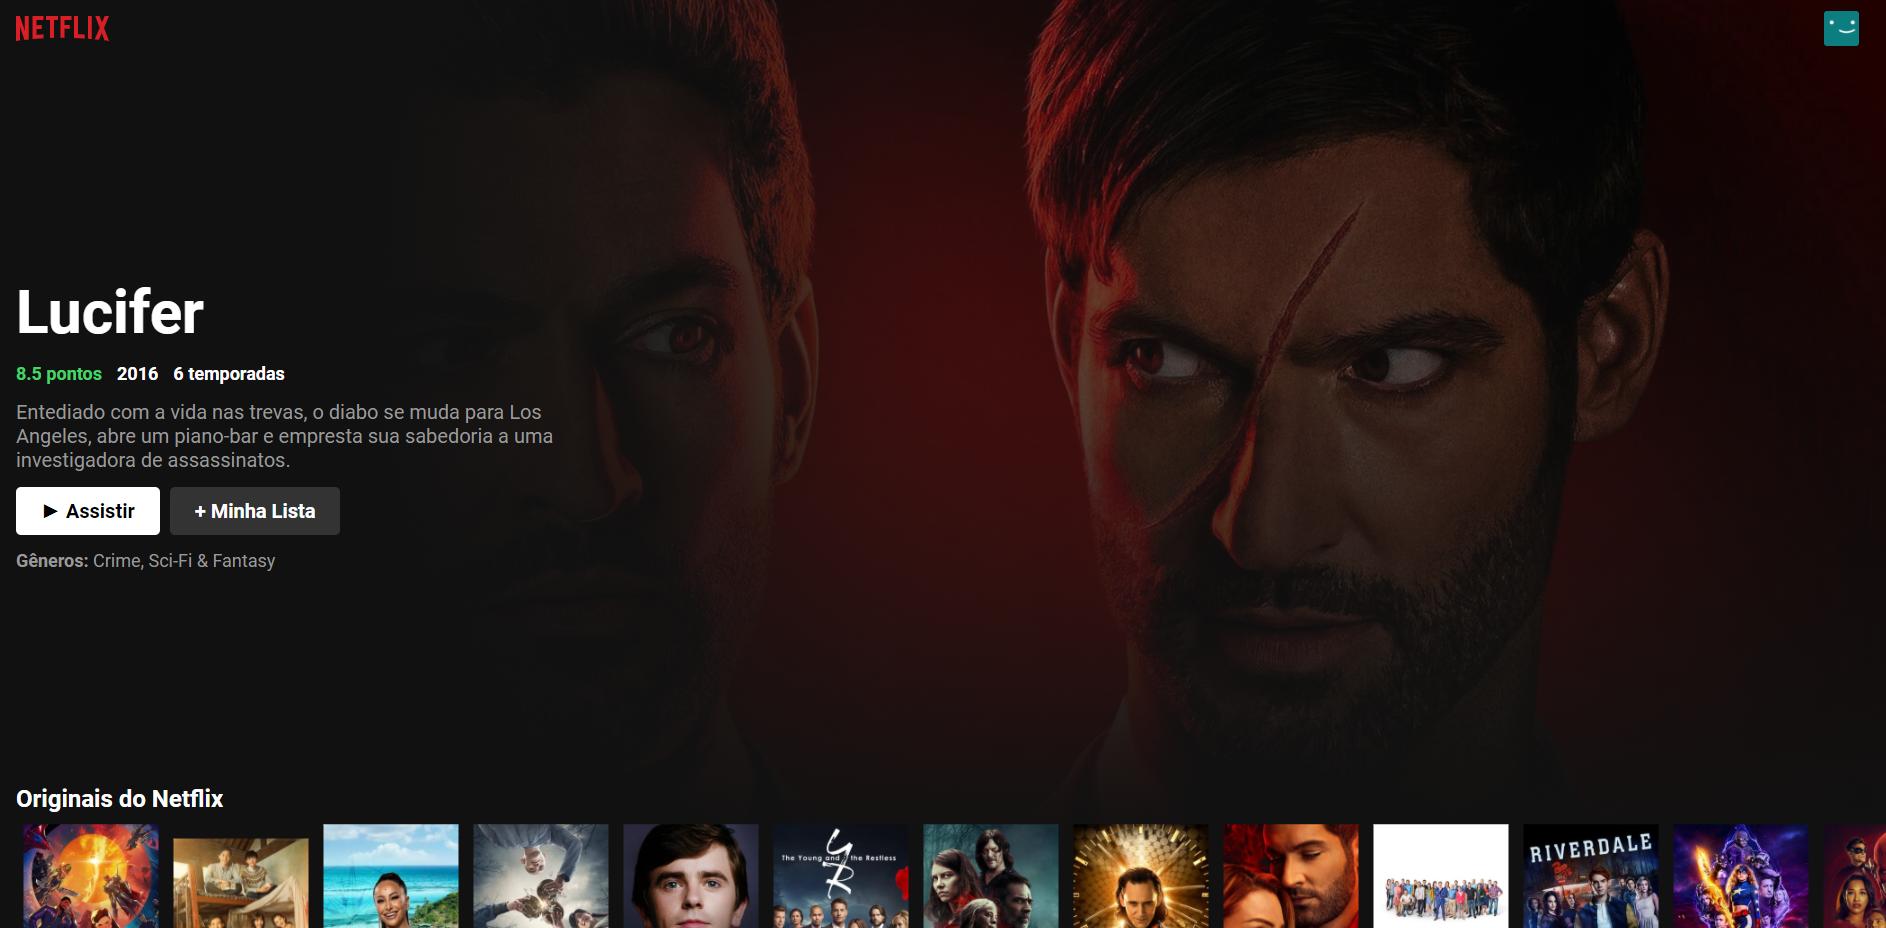 NETFLIX
Lucifer
8.5 pontos 2016 6 temporadas
Entediado com a vida nas trevas, o diabo se muda para Los
Angeles, abre um piano-bar e empresta sua sabedoria a uma
investigadora de assassinatos.
► Assistir + Minha Lista
Gêneros: Crime, Sci-Fi & Fantasy
Originais do Netflix
The Young and the Restless
YR
RIVERDALE